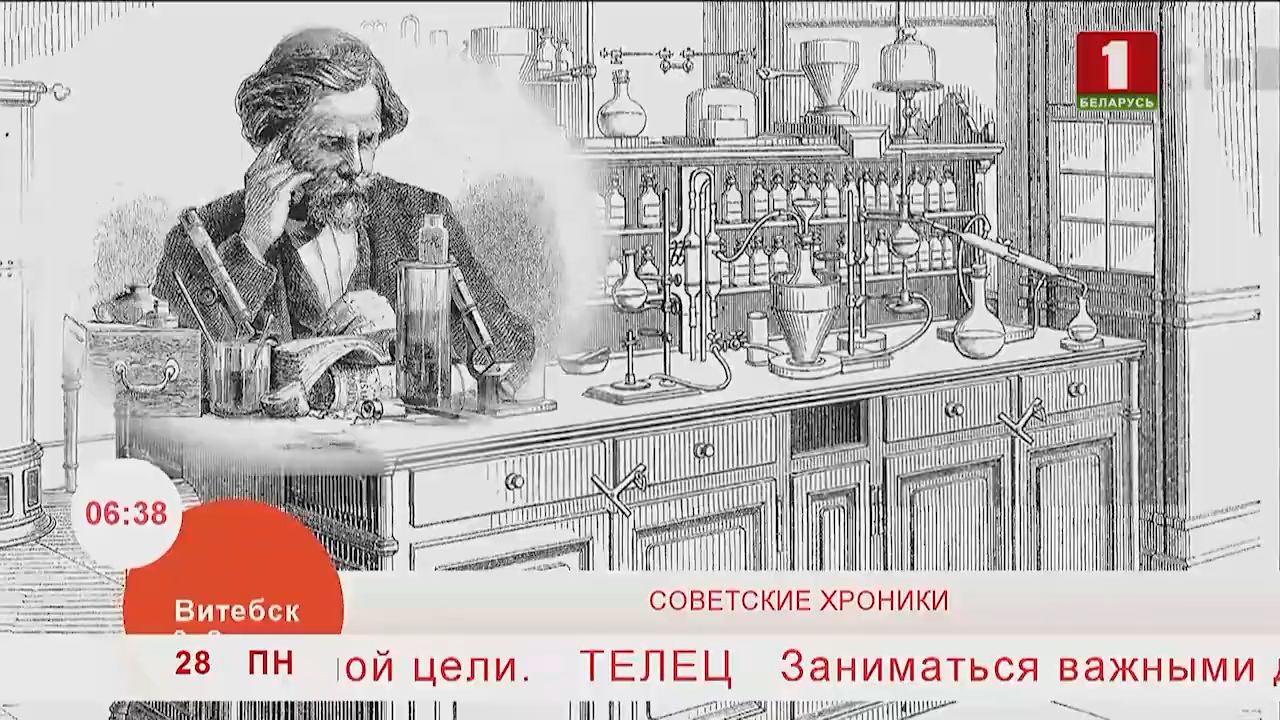 1
БЕЛАРУСЬ
06:38
Витебск
СОВЕТСКИЕ ХРОНИКИ
28 ПН
ой цели. ТЕЛЕЦ Заниматься важными